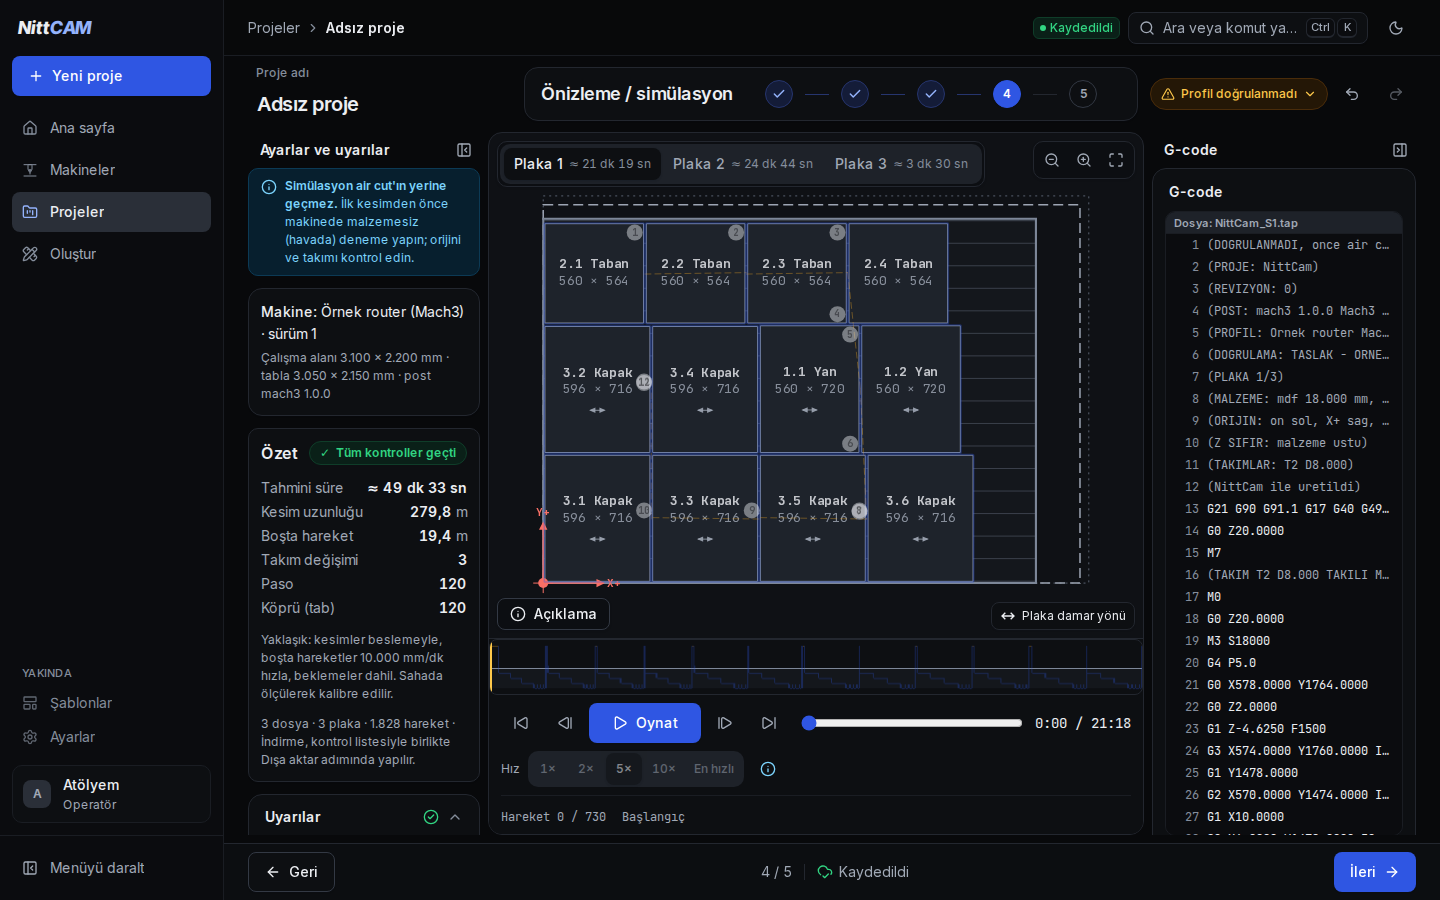 NittCAM
Yeni proje
Ana sayfa
Makineler
Projeler
Oluştur
YAKINDA
Şablonlar
Ayarlar
A
Atölyem
Operatör
Menüyü daralt
Projeler > Adsız proje
Kaydedildi
Ara veya komut ya…
Ctrl
K
Proje adı
Adsız proje
Önizleme / simülasyon
4
5
Profil doğrulanmadı
Ayarlar ve uyarılar
Simülasyon air cut'ın yerine
geçmez. İlk kesimden önce
makinede malzemesiz
(havada) deneme yapın; orijini
ve takımı kontrol edin.
Makine: Örnek router (Mach3)
· sürüm 1
Çalışma alanı 3.100 × 2.200 mm ·
tabla 3.050 × 2.150 mm · post
mach3 1.0.0
Özet
✓ Tüm kontroller geçti
Tahmini süre ≈ 49 dk 33 sn
Kesim uzunluğu 279,8 m
Boşta hareket 19,4 m
Takım değişimi 3
Paso 120
Köprü (tab) 120
Yaklaşık: kesimler beslemeyle,
boşta hareketler 10.000 mm/dk
hızla, beklemeler dahil. Sahada
ölçülerek kalibre edilir.
3 dosya · 3 plaka · 1.828 hareket ·
İndirme, kontrol listesiyle birlikte
Dışa aktar adımında yapılır.
Uyarılar
Plaka 1 ≈ 21 dk 19 sn
Plaka 2 ≈ 24 dk 44 sn
Plaka 3 ≈ 3 dk 30 sn
1
2
3
2.1 Taban
560 × 564
2.2 Taban
560 × 564
2.3 Taban
560 × 564
2.4 Taban
560 × 564
4
5
3.2 Kapak
596 × 716
12
3.4 Kapak
596 × 716
1.1 Yan
560 × 720
1.2 Yan
560 × 720
6
3.1 Kapak
596 × 716
10
3.3 Kapak
596 × 716
9
3.5 Kapak
596 × 716
8
3.6 Kapak
596 × 716
Y+
X+
Açıklama
Plaka damar yönü
Oynat
0:00 / 21:18
Hız
1×
2×
5×
10×
En hızlı
Hareket 0 / 730 Başlangıç
G-code
G-code
Dosya: NittCam_S1.tap
1 (DOGRULANMADI, once air c…
2 (PROJE: NittCam)
3 (REVIZYON: 0)
4 (POST: mach3 1.0.0 Mach3 …
5 (PROFIL: Ornek router Mac…
6 (DOGRULAMA: TASLAK - ORNE…
7 (PLAKA 1/3)
8 (MALZEME: mdf 18.000 mm, …
9 (ORIJIN: on sol, X+ sag, …
10 (Z SIFIR: malzeme ustu)
11 (TAKIMLAR: T2 D8.000)
12 (NittCam ile uretildi)
13 G21 G90 G91.1 G17 G40 G49…
14 G0 Z20.0000
15 M7
16 (TAKIM T2 D8.000 TAKILI M…
17 M0
18 G0 Z20.0000
19 M3 S18000
20 G4 P5.0
21 G0 X578.0000 Y1764.0000
22 G0 Z2.0000
23 G1 Z-4.6250 F1500
24 G3 X574.0000 Y1760.0000 I…
25 G1 Y1478.0000
26 G2 X570.0000 Y1474.0000 I…
27 G1 X10.0000
Geri
4 / 5
Kaydedildi
İleri